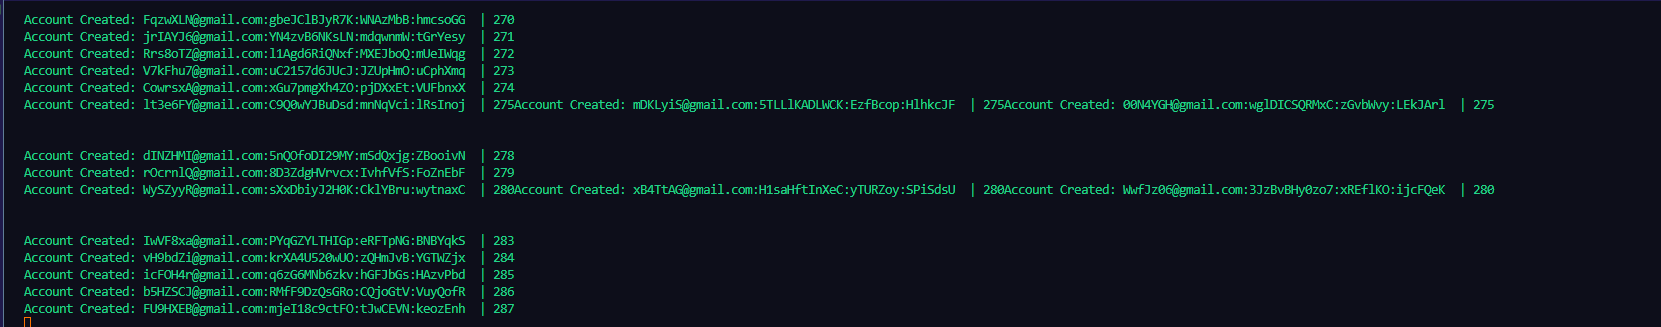 Account Created: FqzwXLN@gmail.com:gbeJClBJyR7K:WNAzMbB:hmcsoGG | 270
Account Created: jrIAYJ6@gmail.com:YN4zvB6NKsLN:mdqwnmW:tGrYesy | 271
Account Created: Rrs8oTZ@gmail.com:l1Agd6RiQNxf:MXEJboQ:mUeIWqg | 272
Account Created: V7kFhu7@gmail.com:uC2157d6JUcJ:JZUpHmO:uCphXmq | 273
Account Created: CowrsxA@gmail.com:xGu7pmgXh4ZO:pjDXxEt:VUFbnxX | 274
Account Created: lt3e6FY@gmail.com:C9Q0wYJBuDsd:mnNqVci:lRsInoj | 275Account Created: mDKLyiS@gmail.com:5TLLlKADLWCK:EzfBcop:HlhkcJF | 275Account Created: 00N4YGH@gmail.com:wglDICSQRMxC:zGvbWvy:LEkJArl | 275
Account Created: dINZHMI@gmail.com:5nQOfoDI29MY:mSdQxjg:ZBooivN | 278
Account Created: rOcrnlQ@gmail.com:8D3ZdgHVrvcx:IvhfVfS:FoZnEbF | 279
Account Created: WySZyyR@gmail.com:sXxDbiyJ2H0K:CklYBru:wytnaxC | 280Account Created: xB4TtAG@gmail.com:H1saHftInXeC:yTURZoy:SPiSdsU | 280Account Created: WwfJz06@gmail.com:3JzBvBHy0zo7:xREflKO:ijcFQeK | 280
Account Created: IwVF8xa@gmail.com:PYqGZYLTHIGp:eRFTpNG:BNBYqkS | 283
Account Created: vH9bdZi@gmail.com:krXA4U520wUO:zQHmJvB:YGTWZjx | 284
Account Created: icFOH4r@gmail.com:q6zG6MNb6zkv:hGFJbGs:HAzvPbd | 285
Account Created: b5HZSCJ@gmail.com:RMfF9DzQsGRo:CQjoGtV:VuyQofR | 286
Account Created: FU9HXEB@gmail.com:mjeI18c9ctFO:tJwCEVN:keozEnh | 287